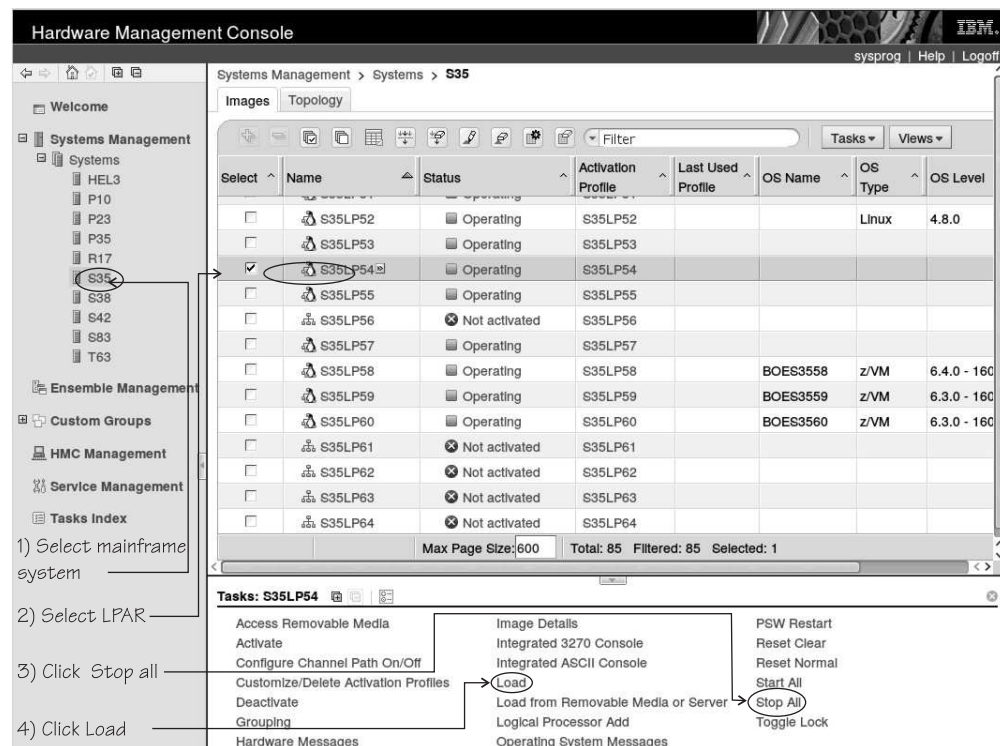 Hardware Management Console
IBM.
sysprog | Help | Logoff
Systems Management > Systems > S35
Images
Topology
Filter
Tasks
Views
Welcome
Systems Management
Systems
HEL3
P10
P23
P35
R17
S35
S38
S42
S83
T63
Ensemble Management
Custom Groups
HMC Management
Service Management
Tasks Index
Select Name Status Activation Profile Last Used Profile OS Name OS Type OS Level
S35LP52 Operating S35LP52 Linux 4.8.0
S35LP53 Operating S35LP53
S35LP54 Operating S35LP54
S35LP55 Operating S35LP55
S35LP56 Not activated S35LP56
S35LP57 Operating S35LP57
S35LP58 Operating S35LP58 BOES3558 z/VM 6.4.0 - 160
S35LP59 Operating S35LP59 BOES3559 z/VM 6.3.0 - 160
S35LP60 Operating S35LP60 BOES3560 z/VM 6.3.0 - 160
S35LP61 Not activated S35LP61
S35LP62 Not activated S35LP62
S35LP63 Not activated S35LP63
S35LP64 Not activated S35LP64
Max Page Size: 600 Total: 85 Filtered: 85 Selected: 1
1) Select mainframe
system
2) Select LPAR
3) Click Stop all
4) Click Load
Tasks: S35LP54
Access Removable Media
Activate
Configure Channel Path On/Off
Customize/Delete Activation Profiles
Deactivate
Grouping
Hardware Messages
Image Details
Integrated 3270 Console
Integrated ASCII Console
Load
Load from Removable Media or Server
Logical Processor Add
Operating System Messages
PSW Restart
Reset Clear
Reset Normal
Start All
Stop All
Toggle Lock